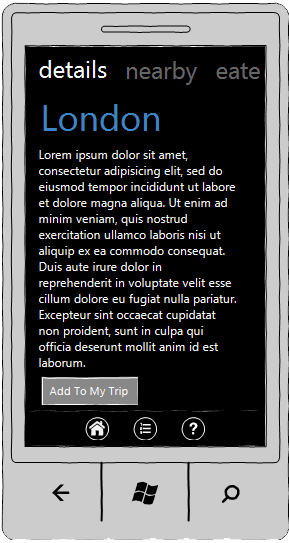 details nearby eate
London
Lorem ipsum dolor sit amet,
consectetur adipisicing elit, sed do
eiusmod tempor incididunt ut labore
et dolore magna aliqua. Ut enim ad
minim veniam, quis nostrud
exercitation ullamco laboris nisi ut
aliquip ex ea commodo consequat.
Duis aute irure dolor in
reprehenderit in voluptate velit esse
cillum dolore eu fugiat nulla pariatur.
Excepteur sint occaecat cupidatat
non proident, sunt in culpa qui
officia deserunt mollit anim id est
laborum.
Add To My Trip
?